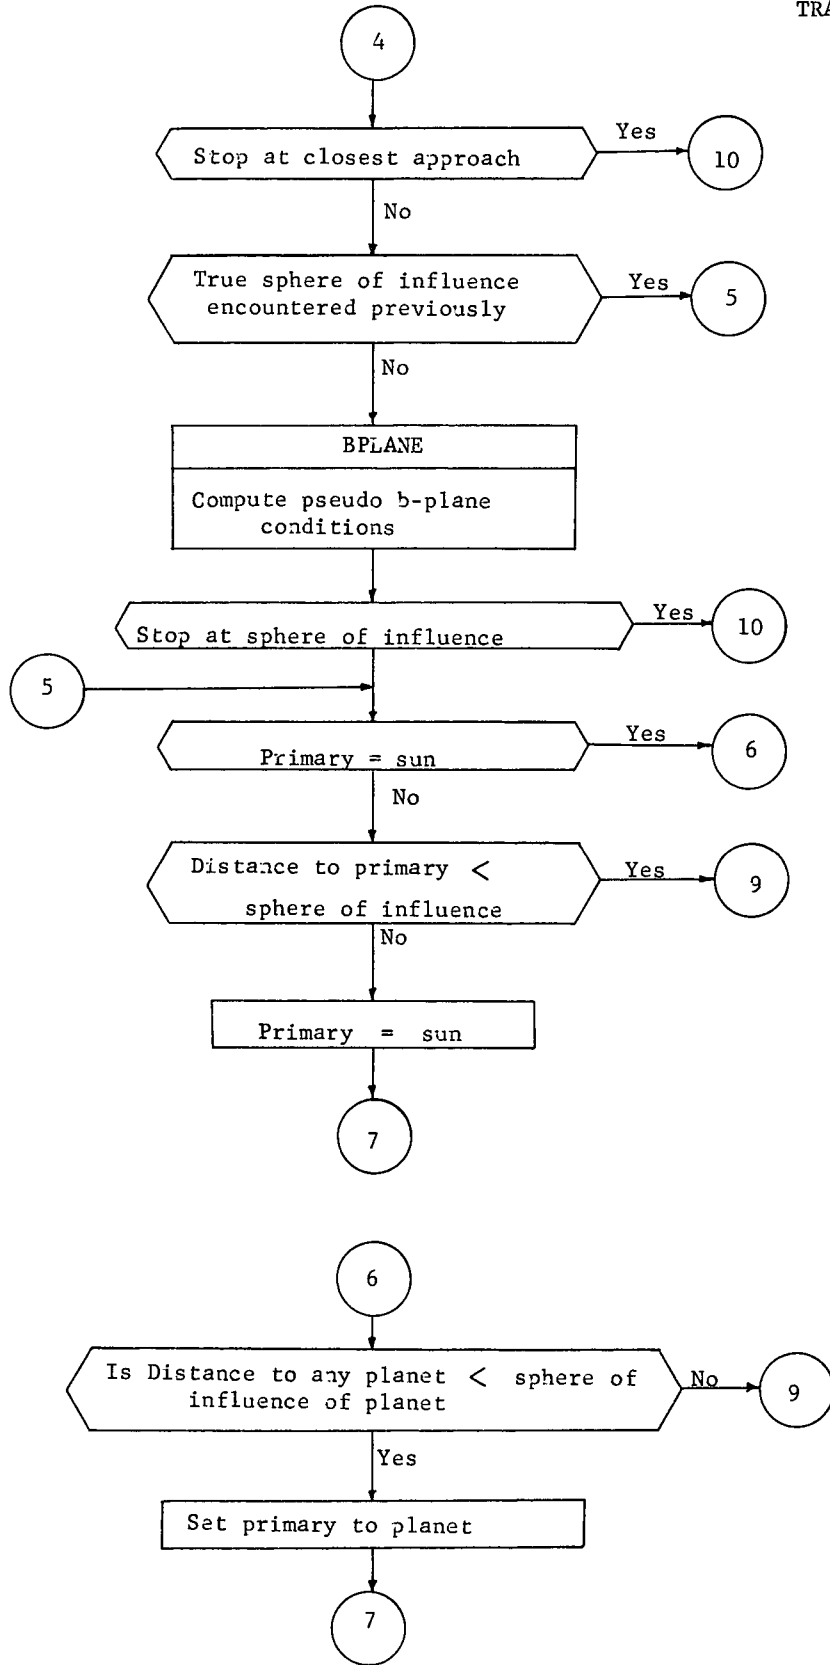 TRA
4
Stop at closest approach
Yes
10
No
True sphere of influence
encountered previously
Yes
5
No
BPLANE
Compute pseudo b-plane
conditions
Stop at sphere of influence
Yes
10
5
Primary = sun
Yes
6
No
Distance to primary <
sphere of influence
Yes
9
No
Primary = sun
7
6
Is Distance to any planet < sphere of
influence of planet
No
9
Yes
Set primary to planet
7